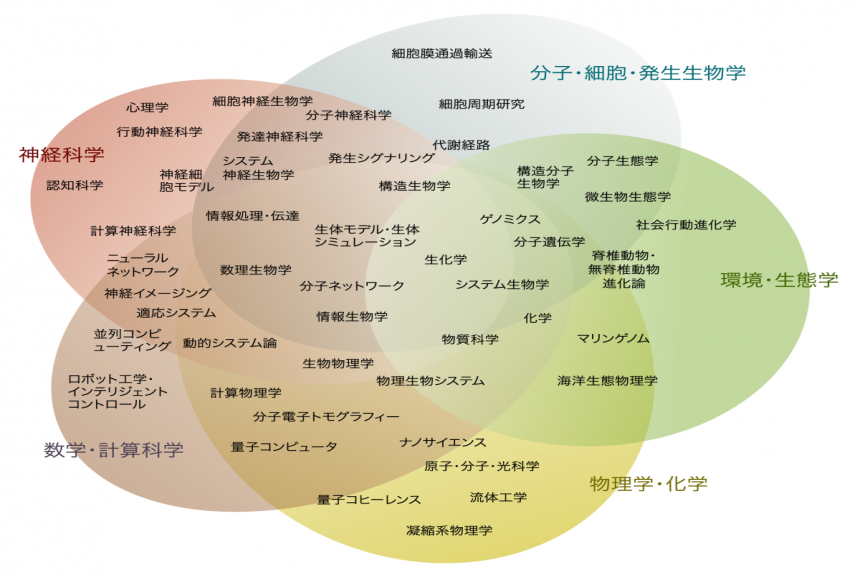 細胞膜通過輸送
分子・細胞・発生生物学
心理学
細胞神経生物学
分子神経科学
細胞周期研究
行動神経科学
発達神経科学
代謝経路
神経科学
認知科学
神経細
胞モデル
システム
神経生物学
発生シグナリング
構造生物学
構造分子
生物学
分子生態学
微生物生態学
社会行動進化学
計算神経科学
情報処理・伝達
生体モデル・生体
シミュレーション
ゲノミクス
分子遺伝学
脊椎動物・
無脊椎動物
進化論
環境・生態学
ニューラル
ネットワーク
数理生物学
生化学
神経イメージング
分子ネットワーク
システム生物学
適応システム
情報生物学
化学
並列コンピ
ューティング
動的システム論
物質科学
マリンゲノム
生物物理学
ロボット工学・
インテリジェント
コントロール
計算物理学
物理生物システム
海洋生態物理学
分子電子トモグラフィー
数学・計算科学
量子コンピュータ
ナノサイエンス
原子・分子・光科学
物理学・化学
量子コヒーレンス
流体工学
凝縮系物理学